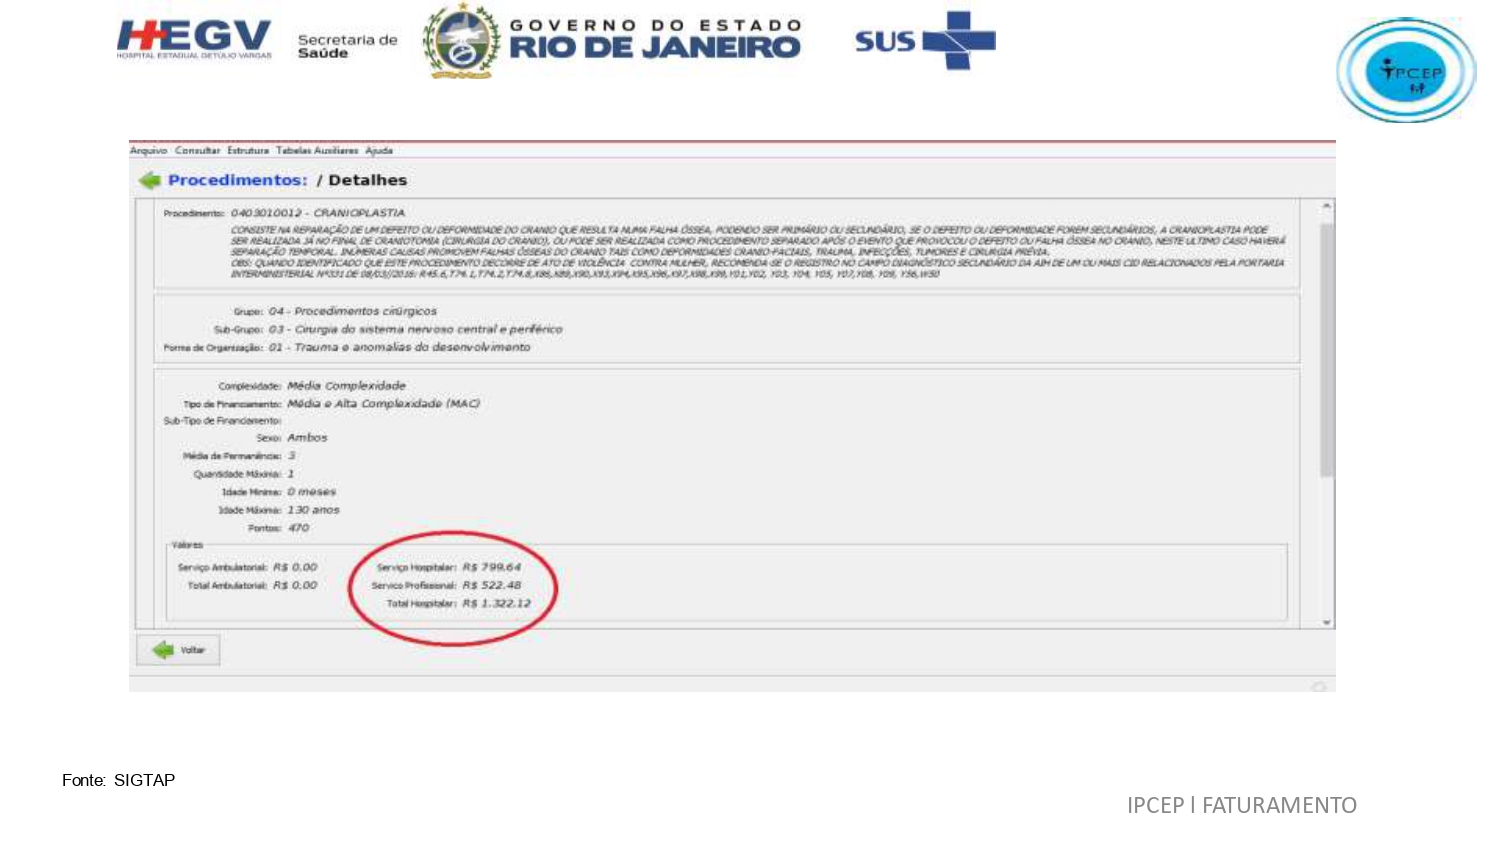 HEGV
HOSPITAL ESTADUAL GETÚLIO VARGAS
Secretaria de
Saúde
GOVERNO DO ESTADO
RIO DE JANEIRO
SUS
IPCEP
Arquivo Consultar Estrutura Tabelas Auxiliares Ajuda
Procedimentos: / Detalhes
Procedimento: 0403010012 - CRANIOPLASTIA
CONSISTE NA REPARAÇÃO DE UM DEFEITO OU DEFORMIDADE DO CRANIO QUE RESULTA NUMA FALHA ÓSSEA, PODENDO SER PRIMÁRIO OU SECUNDÁRIO, SE O DEFEITO OU DEFORMIDADE FOREM SECUNDÁRIOS, A CRANIOPLASTIA PODE
SER REALIZADA JÁ NO FINAL DE CRANIOTOMIA (CIRURGIA DO CRANIO), OU PODE SER REALIZADA COMO PROCEDIMENTO SEPARADO APÓS O EVENTO QUE PROVOCOU O DEFEITO OU FALHA ÓSSEA NO CRANIO, NESTE ULTIMO CASO HAVERÁ
SEPARAÇÃO TEMPORAL. INÚMERAS CAUSAS PROMOVEM FALHAS ÓSSEAS DO CRANIO TAIS COMO DEFORMIDADES CRANIO-FACIAIS, TRAUMA, INFECÇÕES, TUMORES E CIRURGIA PRÉVIA.
OBS: QUANDO IDENTIFICADO QUE ESTE PROCEDIMENTO DECORRE DE ATO DE VIOLÊNCIA CONTRA MULHER, RECOMENDA-SE O REGISTRO NO CAMPO DIAGNÓSTICO SECUNDÁRIO DA AIH DE UM OU MAIS CID RELACIONADOS PELA PORTARIA
INTERMINISTERIAL Nº331 DE 08/03/2016: R45.6, T74.1, T74.2, T74.8, X86, X89, X90, X93, X94, X95, X96, X97, X98, X99, Y01, Y02, Y03, Y04, Y05, Y07, Y08, Y09, Y36, W50
Grupo: 04 - Procedimentos cirúrgicos
Sub-Grupo: 03 - Cirurgia do sistema nervoso central e periférico
Forma de Organização: 01 - Trauma e anomalias do desenvolvimento
Complexidade: Média Complexidade
Tipo de Financiamento: Média e Alta Complexidade (MAC)
Sub-Tipo de Financiamento:
Sexo: Ambos
Média de Permanência: 3
Quantidade Máxima: 1
Idade Mínima: 0 meses
Idade Máxima: 130 anos
Pontos: 470
Valores
Serviço Ambulatorial: R$ 0,00 Serviço Hospitalar: R$ 799,64
Total Ambulatorial: R$ 0,00 Servico Profissional: R$ 522,48
Total Hospitalar: R$ 1.322,12
Voltar
Fonte: SIGTAP
IPCEP l FATURAMENTO